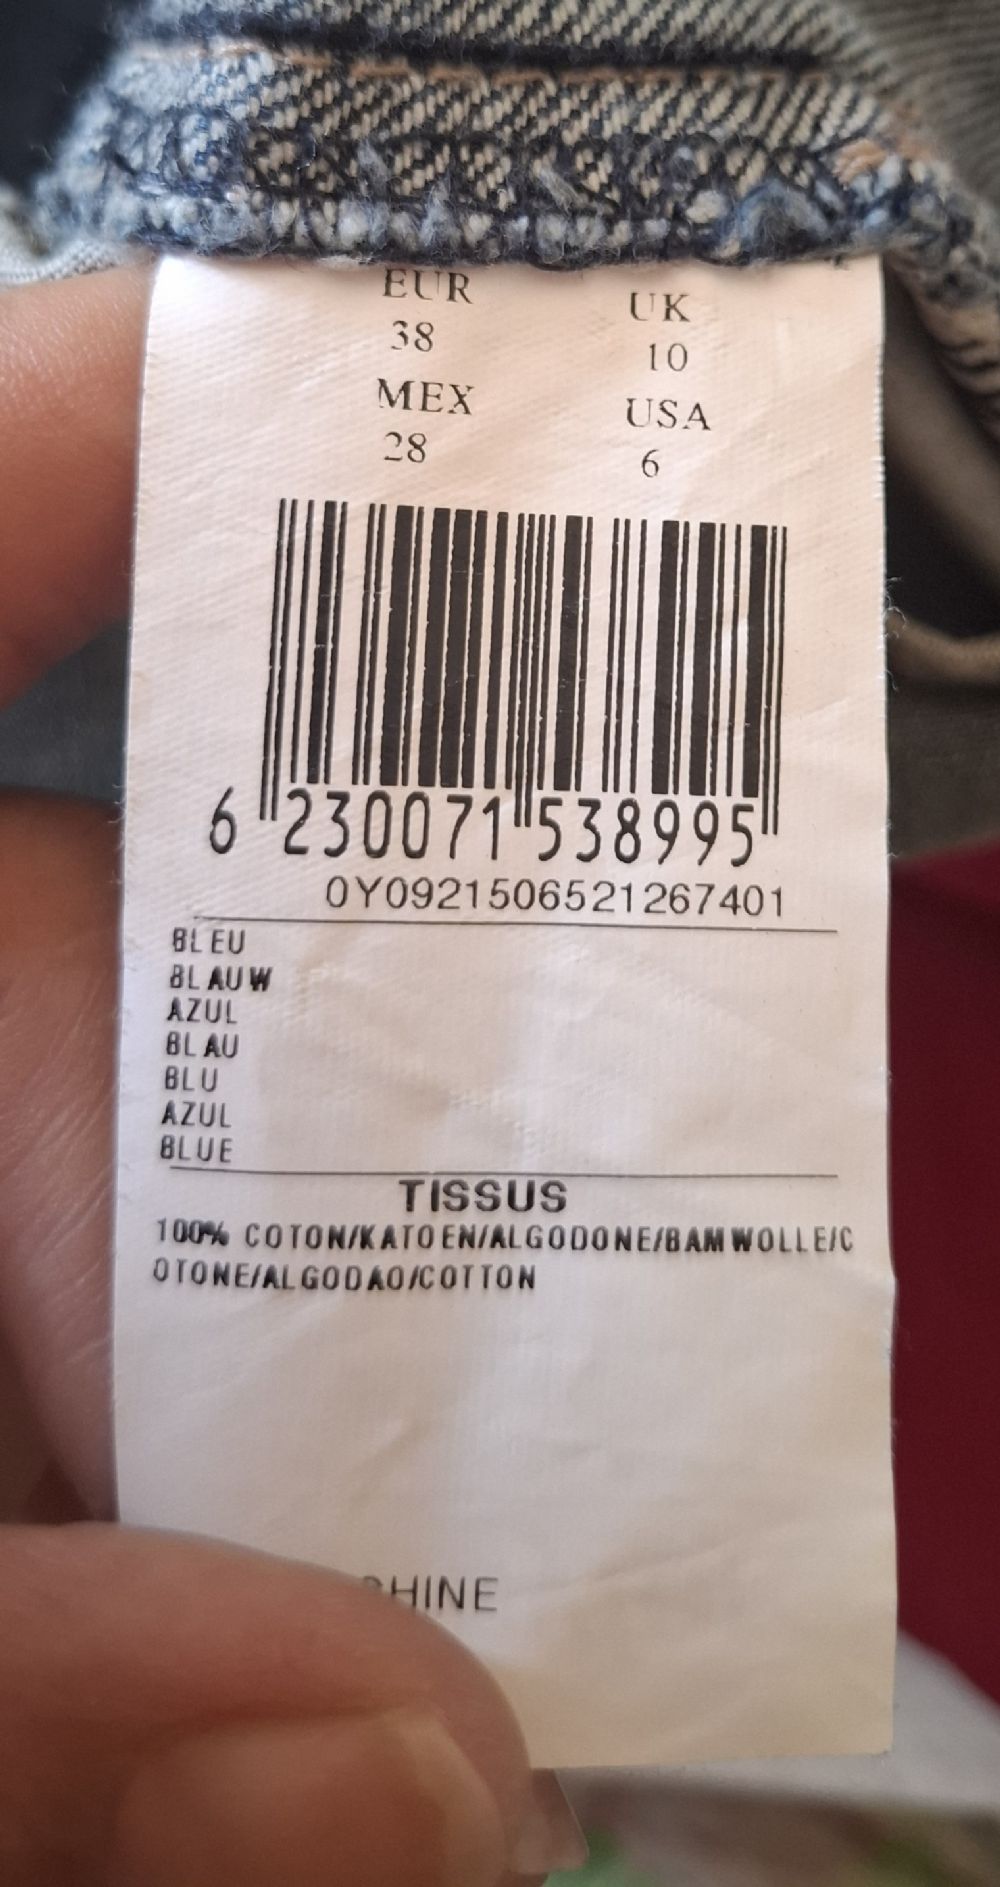 EUR UK
38 10
MEX USA
28 6
6 230071 538995
0Y0921506521267401
BLEU
BLAUW
AZUL
BLAU
BLU
AZUL
BLUE
TISSUS
100% COTON/KATOEN/ALGODONE/BAMWOLLE/C
OTONE/ALGODAO/COTTON